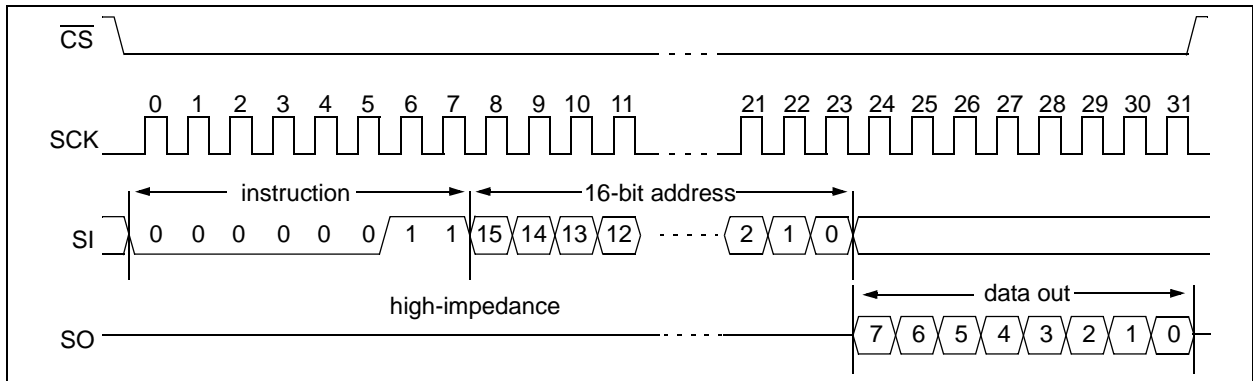 CS
0 1 2 3 4 5 6 7 8 9 10 11 21 22 23 24 25 26 27 28 29 30 31
SCK
instruction 16-bit address
SI 0 0 0 0 0 0 1 1 15 14 13 12 2 1 0
high-impedance data out
SO 7 6 5 4 3 2 1 0